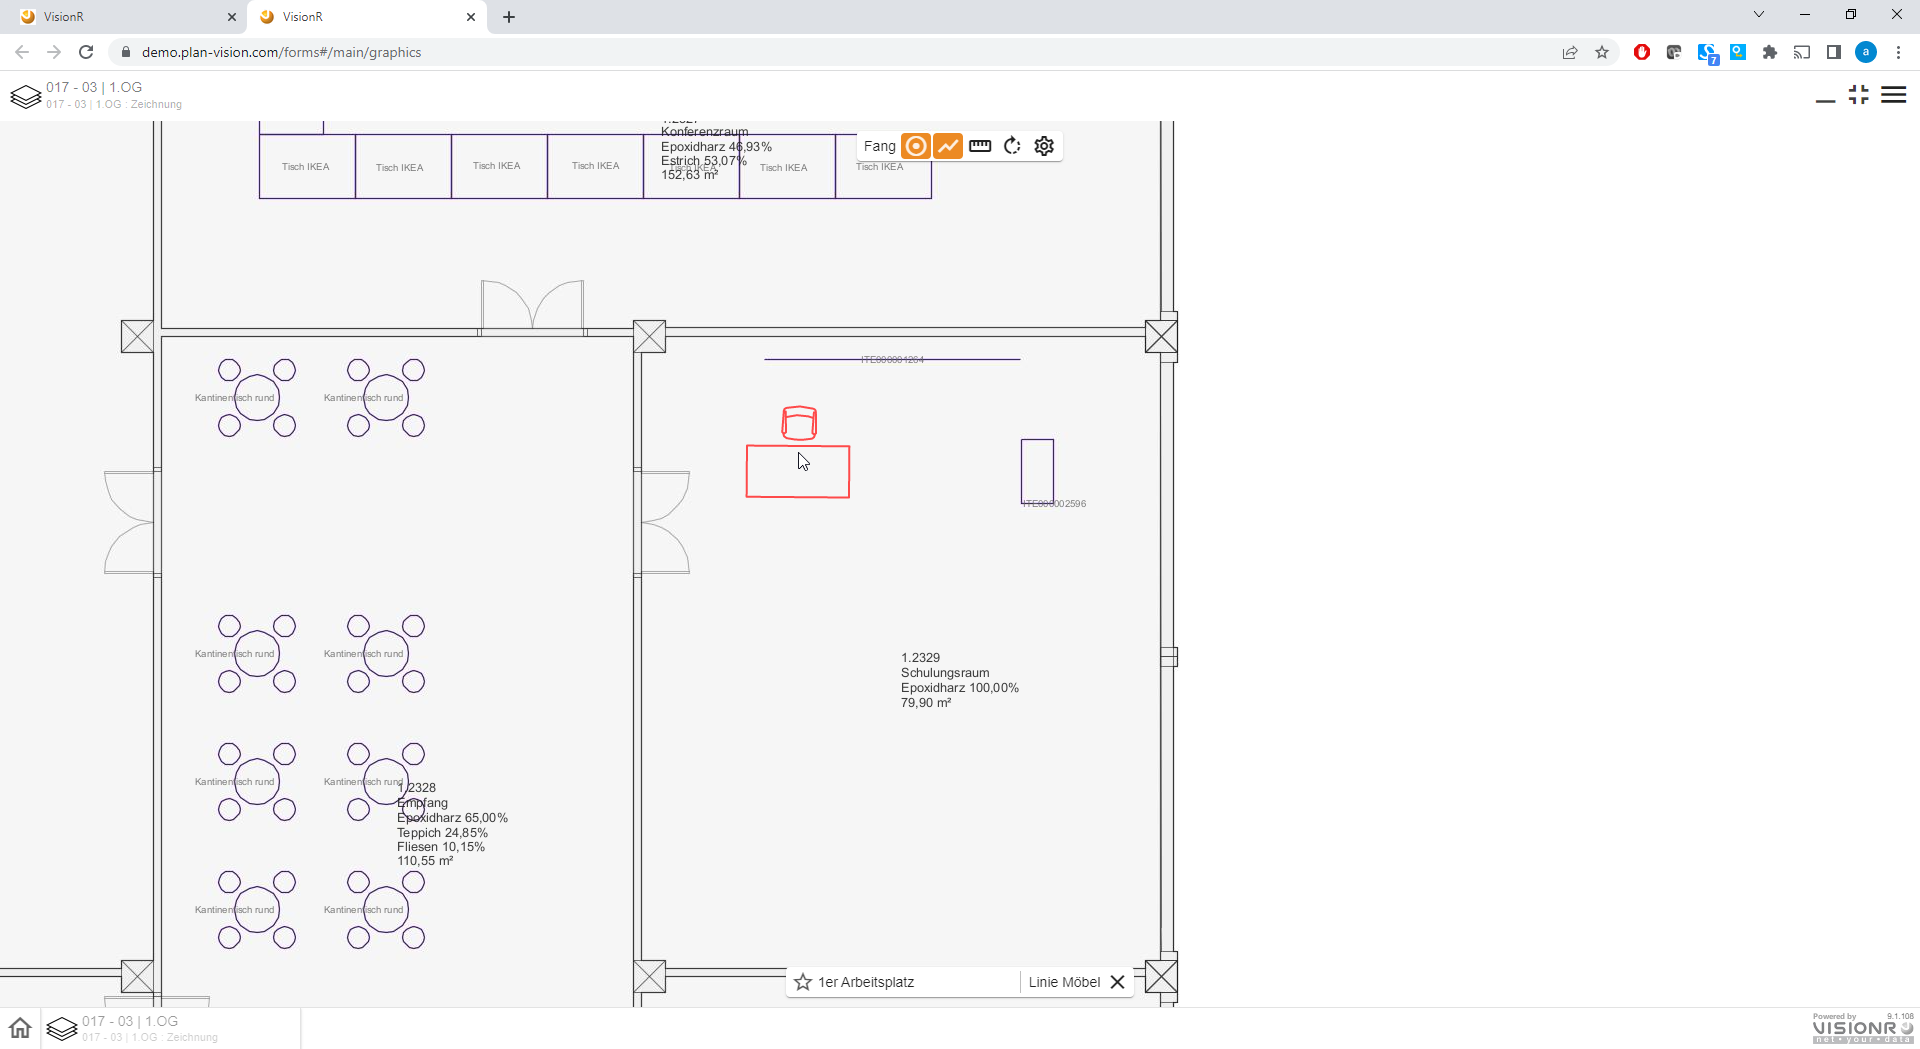 VisionR
VisionR
demo.plan-vision.com/forms#/main/graphics
7
a
017 - 03 | 1.OG
017 - 03 | 1.OG : Zeichnung
Fang
Konferenzraum
Epoxidharz 46,93%
Estrich 53,07%
152,63 m²
Tisch IKEA
Tisch IKEA
Tisch IKEA
Tisch IKEA
Tisch IKEA
Tisch IKEA
Tisch IKEA
ITE000001264
Kantinentisch rund
Kantinentisch rund
ITE000002596
Kantinentisch rund
Kantinentisch rund
1.2329
Schulungsraum
Epoxidharz 100,00%
79,90 m²
Kantinentisch rund
Kantinentisch rund
1.2328
Empfang
Epoxidharz 65,00%
Teppich 24,85%
Fliesen 10,15%
110,55 m²
Kantinentisch rund
Kantinentisch rund
1er Arbeitsplatz
Linie Möbel
017 - 03 | 1.OG
017 - 03 | 1.OG : Zeichnung
Powered by
9.1.108
VISIONR
net • your • data